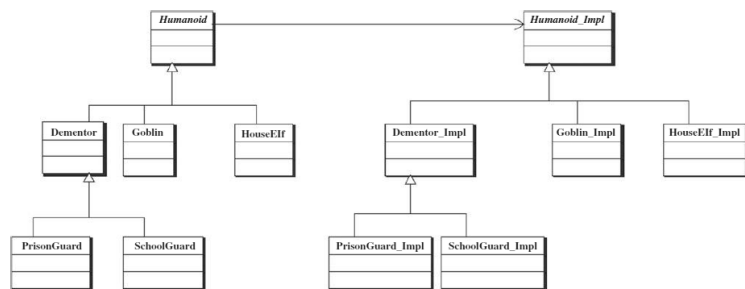 Humanoid
Humanoid_Impl
Dementor
Goblin
HouseElf
Dementor_Impl
Goblin_Impl
HouseElf_Impl
PrisonGuard
SchoolGuard
PrisonGuard_Impl
SchoolGuard_Impl